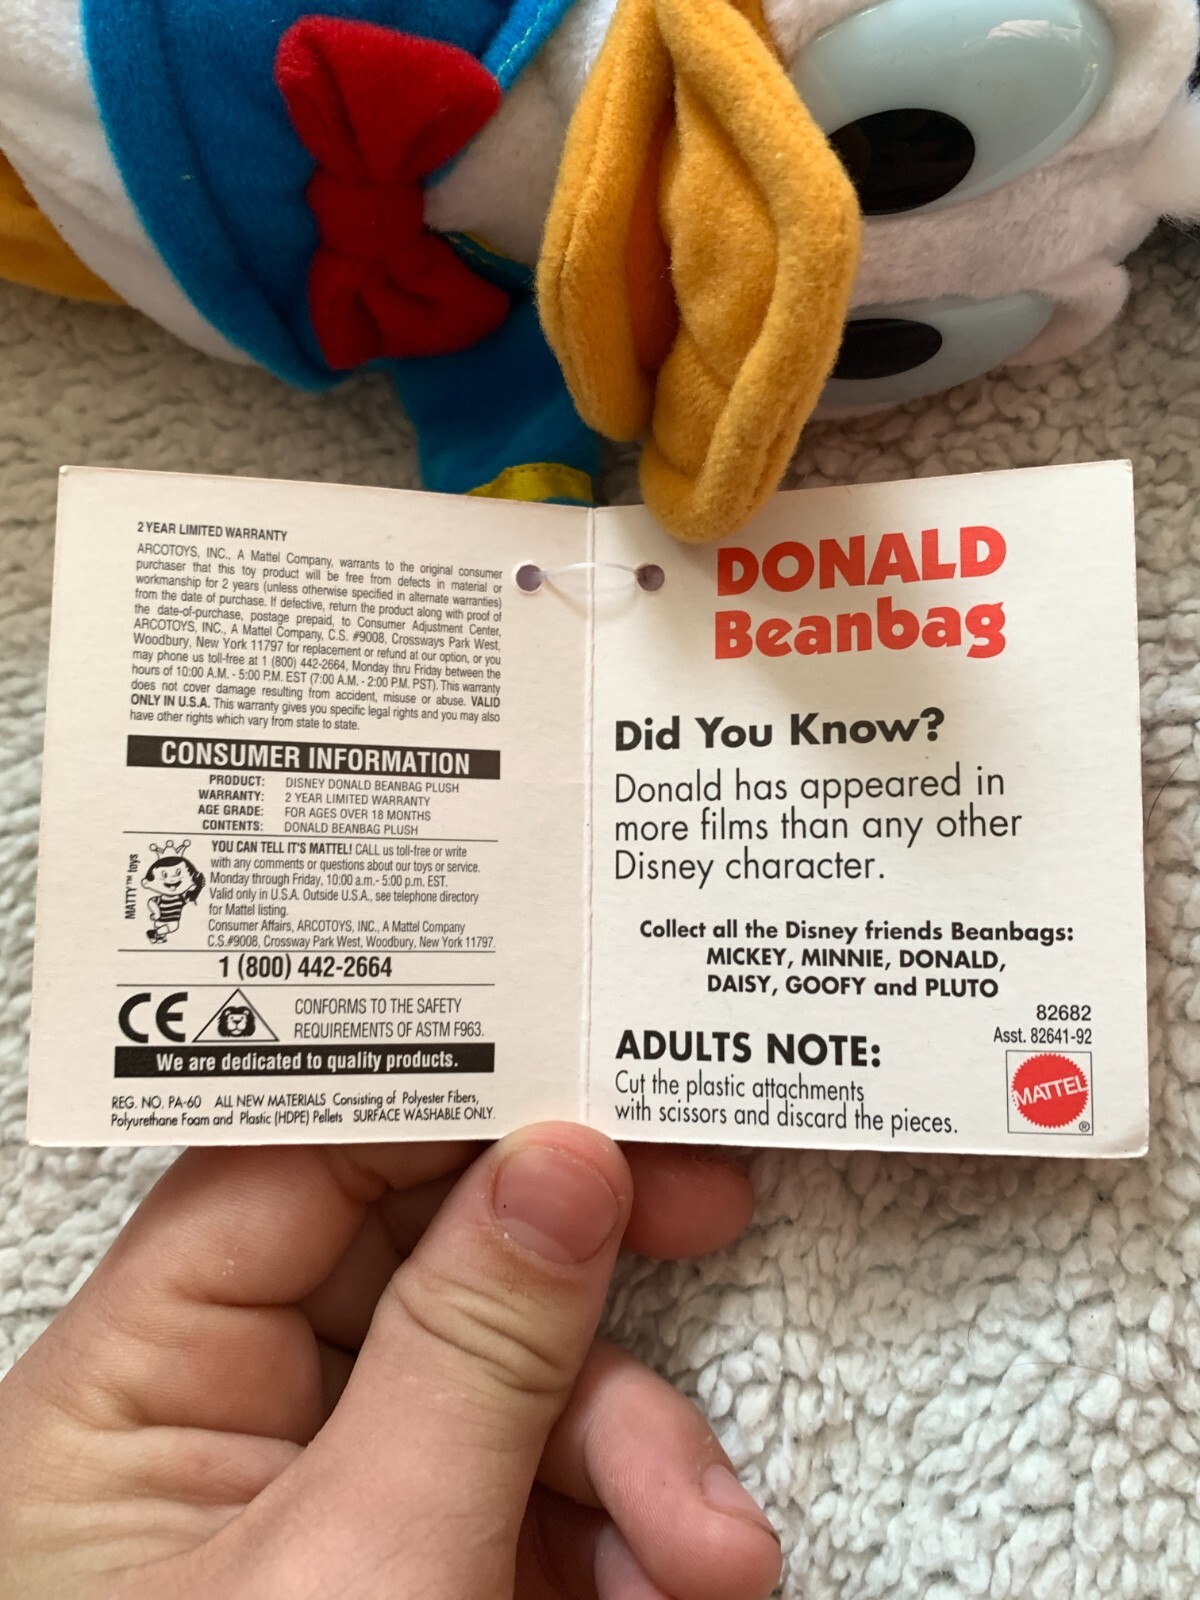 2 YEAR LIMITED WARRANTY
ARCOTOYS, INC., A Mattel Company, warrants to the original consumer
purchaser that this toy product will be free from defects in material or
workmanship for 2 years (unless otherwise specified in alternate warranties)
from the date of purchase. If defective, return the product along with proof of
the date-of-purchase, postage prepaid, to Consumer Adjustment Center,
ARCOTOYS, INC., A Mattel Company, C.S. #9008, Crossways Park West,
Woodbury, New York 11797 for replacement or refund at our option, or you
may phone us toll-free at 1 (800) 442-2664, Monday thru Friday between the
hours of 10:00 A.M. - 5:00 P.M. EST (7:00 A.M. - 2:00 P.M. PST). This warranty
does not cover damage resulting from accident, misuse or abuse. VALID
ONLY IN U.S.A. This warranty gives you specific legal rights and you may also
have other rights which vary from state to state.
CONSUMER INFORMATION
PRODUCT: DISNEY DONALD BEANBAG PLUSH
WARRANTY: 2 YEAR LIMITED WARRANTY
AGE GRADE: FOR AGES OVER 18 MONTHS
CONTENTS: DONALD BEANBAG PLUSH
MATTY™ toys
YOU CAN TELL IT'S MATTEL! CALL us toll-free or write
with any comments or questions about our toys or service.
Monday through Friday, 10:00 a.m.- 5:00 p.m. EST.
Valid only in U.S.A. Outside U.S.A., see telephone directory
for Mattel listing.
Consumer Affairs, ARCOTOYS, INC., A Mattel Company
C.S.#9008, Crossway Park West, Woodbury, New York 11797.
1 (800) 442-2664
CE
CONFORMS TO THE SAFETY
REQUIREMENTS OF ASTM F963.
We are dedicated to quality products.
REG. NO. PA-60 ALL NEW MATERIALS Consisting of Polyester Fibers,
Polyurethane Foam and Plastic (HDPE) Pellets SURFACE WASHABLE ONLY.
DONALD
Beanbag
Did You Know?
Donald has appeared in
more films than any other
Disney character.
Collect all the Disney friends Beanbags:
MICKEY, MINNIE, DONALD,
DAISY, GOOFY and PLUTO
82682
Asst. 82641-92
ADULTS NOTE:
Cut the plastic attachments
with scissors and discard the pieces.
MATTEL
®